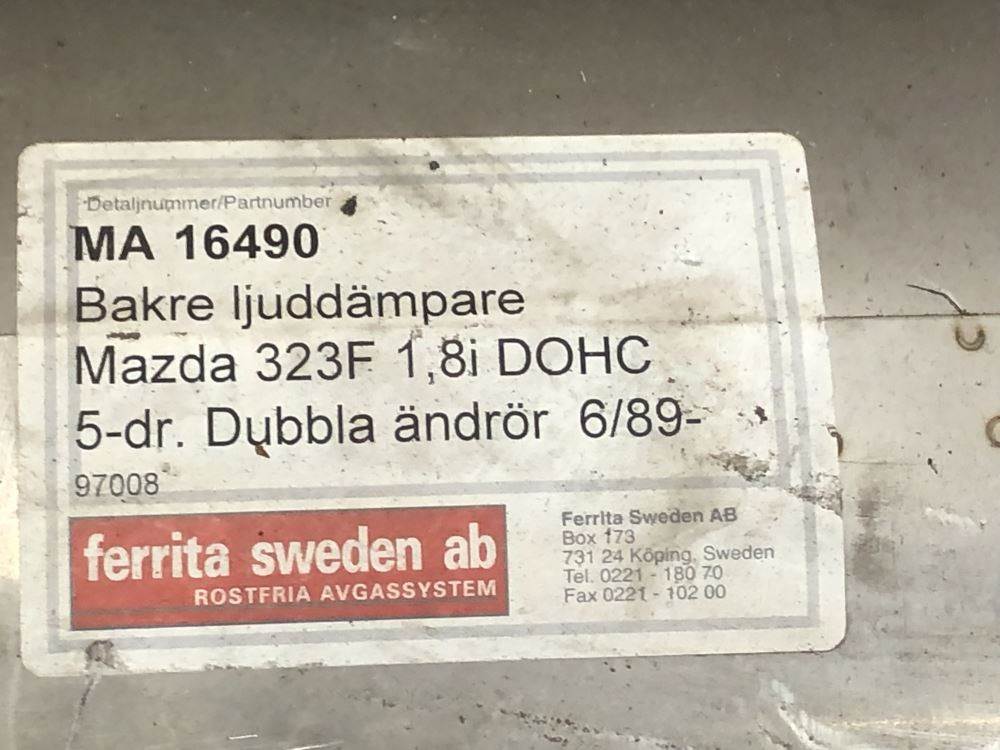 Detaljnummer/Partnumber
MA 16490
Bakre ljuddämpare
Mazda 323F 1,8i DOHC
5-dr. Dubbla ändrör 6/89-
97008
ferrita sweden ab
ROSTFRIA AVGASSYSTEM
Ferrita Sweden AB
Box 173
731 24 Köping, Sweden
Tel. 0221 - 180 70
Fax 0221 - 102 00